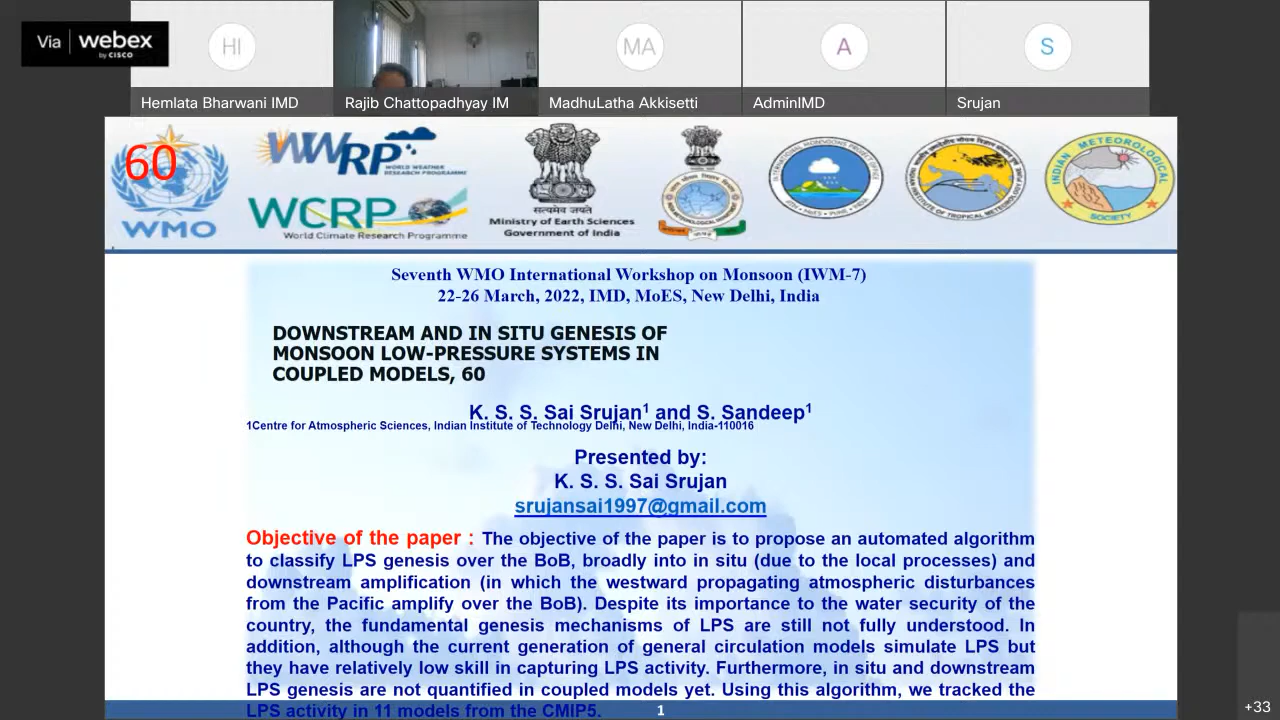 Via webex
by CISCO
HI
MA
A
S
Hemlata Bharwani IMD
Rajib Chattopadhyay IM
MadhuLatha Akkisetti
AdminIMD
Srujan
60
WMO
WWRP
WORLD WEATHER
RESEARCH PROGRAMME
WCRP
World Climate Research Programme
सत्यमेव जयते
Ministry of Earth Sciences
Government of India
INDIAN METEOROLOGICAL
SOCIETY
Seventh WMO International Workshop on Monsoon (IWM-7)
22-26 March, 2022, IMD, MoES, New Delhi, India
DOWNSTREAM AND IN SITU GENESIS OF
MONSOON LOW-PRESSURE SYSTEMS IN
COUPLED MODELS, 60
K. S. S. Sai Srujan1 and S. Sandeep1
1Centre for Atmospheric Sciences, Indian Institute of Technology Delhi, New Delhi, India-110016
Presented by:
K. S. S. Sai Srujan
srujansai1997@gmail.com
Objective of the paper : The objective of the paper is to propose an automated algorithm
to classify LPS genesis over the BoB, broadly into in situ (due to the local processes) and
downstream amplification (in which the westward propagating atmospheric disturbances
from the Pacific amplify over the BoB). Despite its importance to the water security of the
country, the fundamental genesis mechanisms of LPS are still not fully understood. In
addition, although the current generation of general circulation models simulate LPS but
they have relatively low skill in capturing LPS activity. Furthermore, in situ and downstream
LPS genesis are not quantified in coupled models yet. Using this algorithm, we tracked the
LPS activity in 11 models from the CMIP5.
1
+33